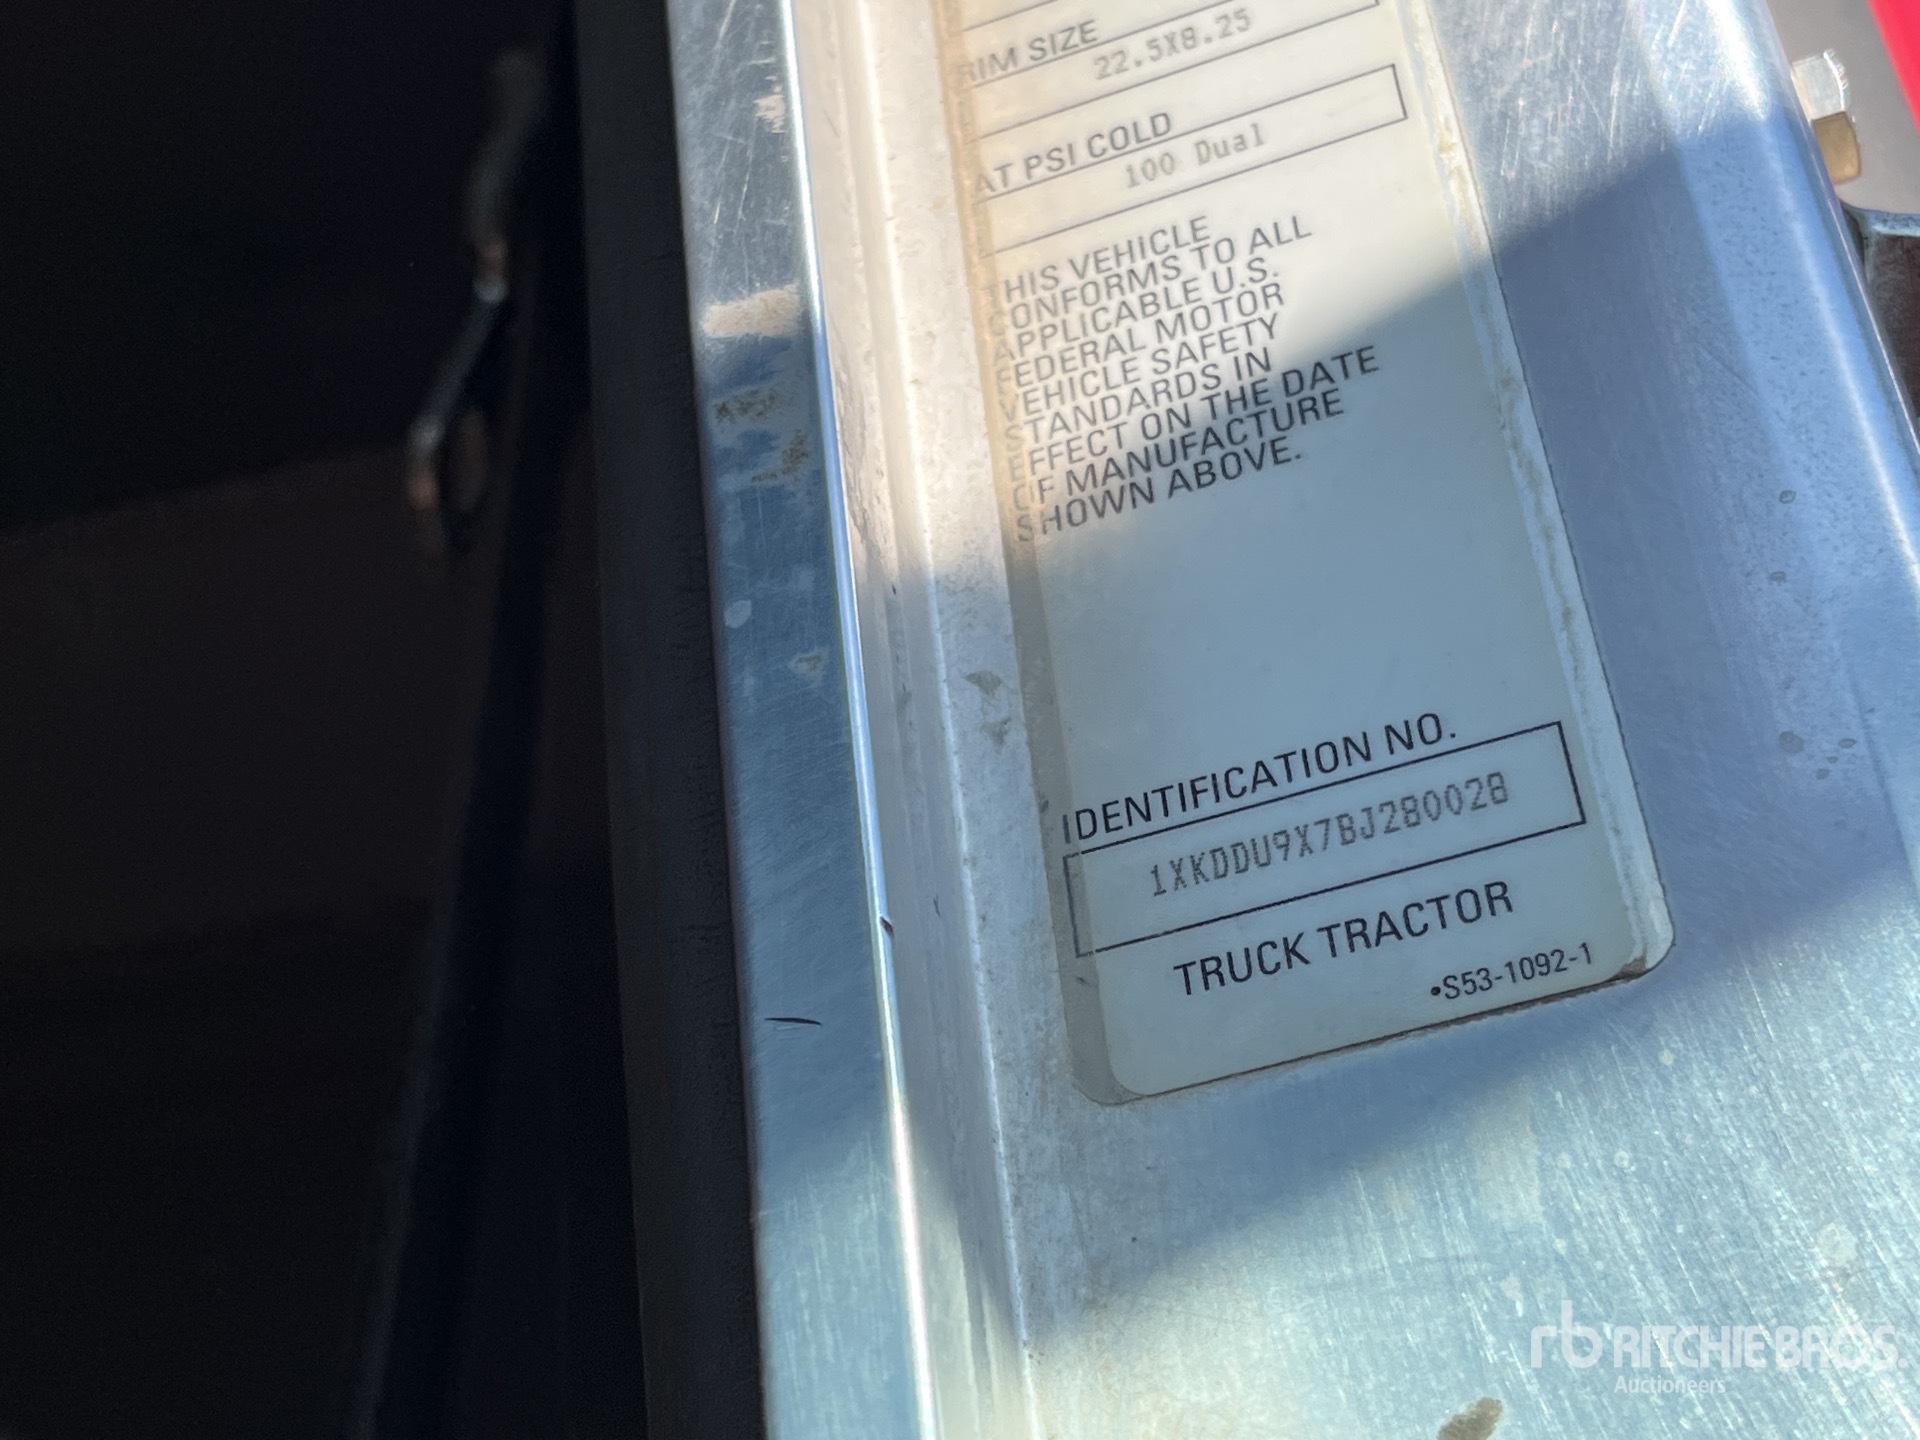 RIM SIZE
22.5X8.25
AT PSI COLD
100 Dual
THIS VEHICLE
CONFORMS TO ALL
APPLICABLE U.S.
FEDERAL MOTOR
VEHICLE SAFETY
STANDARDS IN
EFFECT ON THE DATE
OF MANUFACTURE
SHOWN ABOVE.
IDENTIFICATION NO.
1XKDDU9X7BJ280028
TRUCK TRACTOR
•S53-1092-1
rb RITCHIE BROS.
Auctioneers